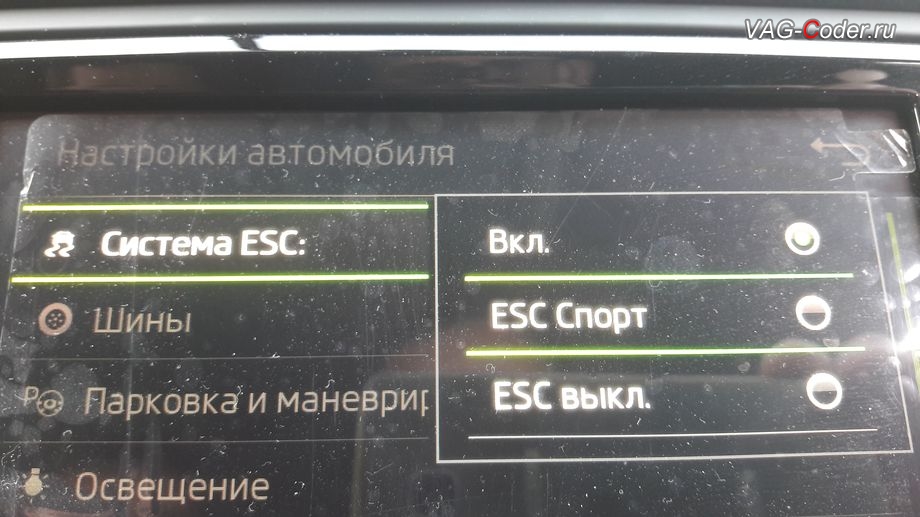 VAG-Coder.ru
Настройки автомобиля
Система ESC:
Вкл.
Шины
ESC Спорт
P
Парковка и маневрир
ESC выкл.
Освещение